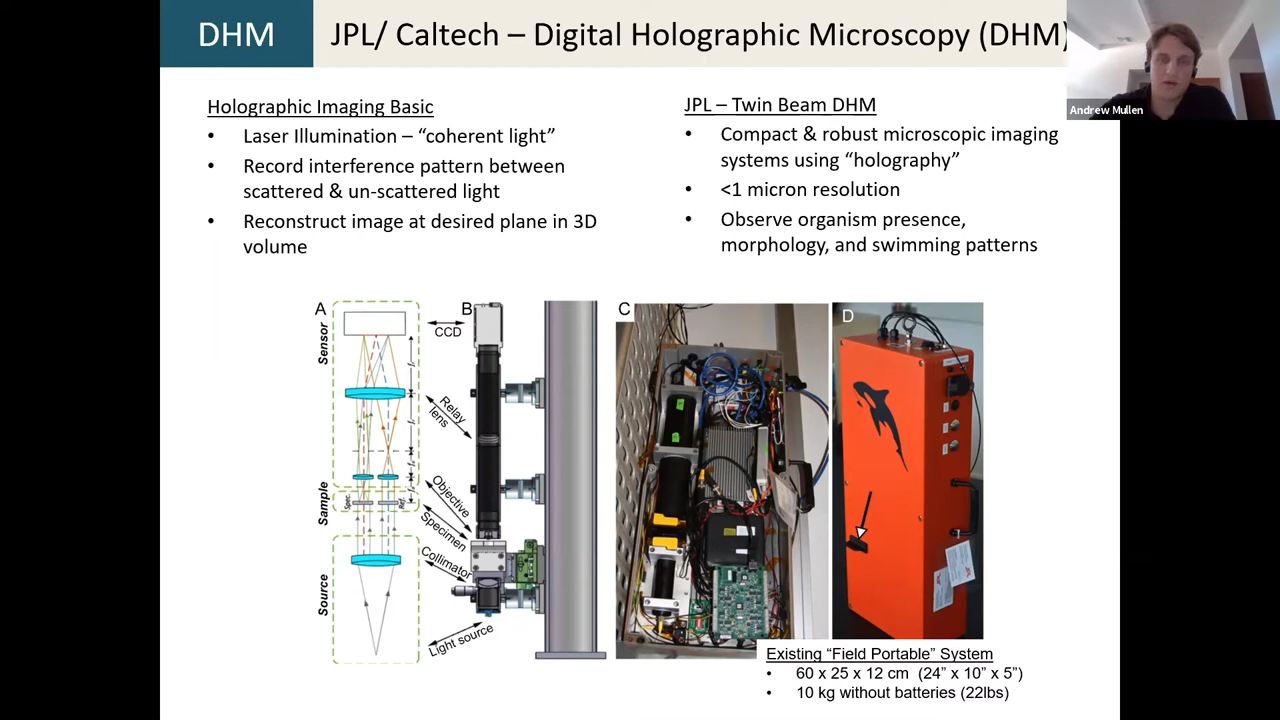 DHM
JPL/ Caltech – Digital Holographic Microscopy (DHM)
Andrew Mullen
Holographic Imaging Basic
• Laser Illumination – “coherent light”
• Record interference pattern between
scattered & un-scattered light
• Reconstruct image at desired plane in 3D
volume
JPL – Twin Beam DHM
• Compact & robust microscopic imaging
systems using “holography”
• <1 micron resolution
• Observe organism presence,
morphology, and swimming patterns
A
Sensor
Sample
Source
Spec.
Ref.
B
CCD
Relay
lens
Objective
Specimen
Collimator
Light source
C
D
Existing “Field Portable” System
• 60 x 25 x 12 cm (24” x 10” x 5”)
• 10 kg without batteries (22lbs)